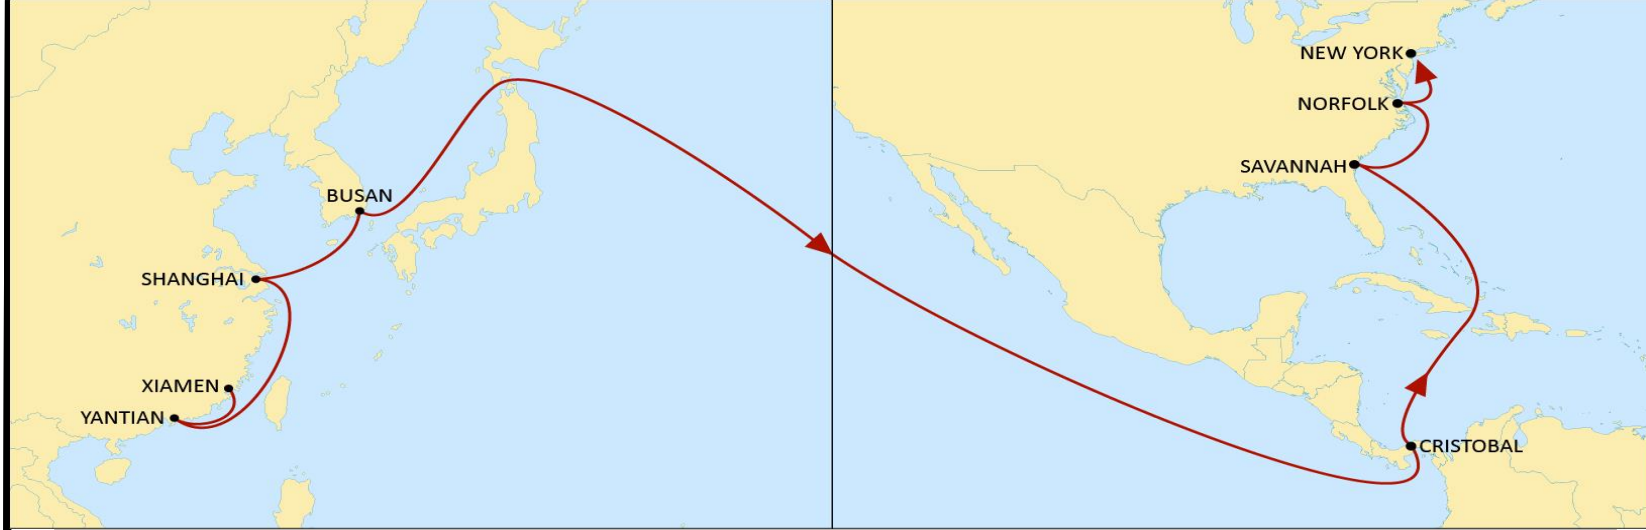 BUSAN
SHANGHAI
XIAMEN
YANTIAN
NEW YORK
NORFOLK
SAVANNAH
CRISTOBAL